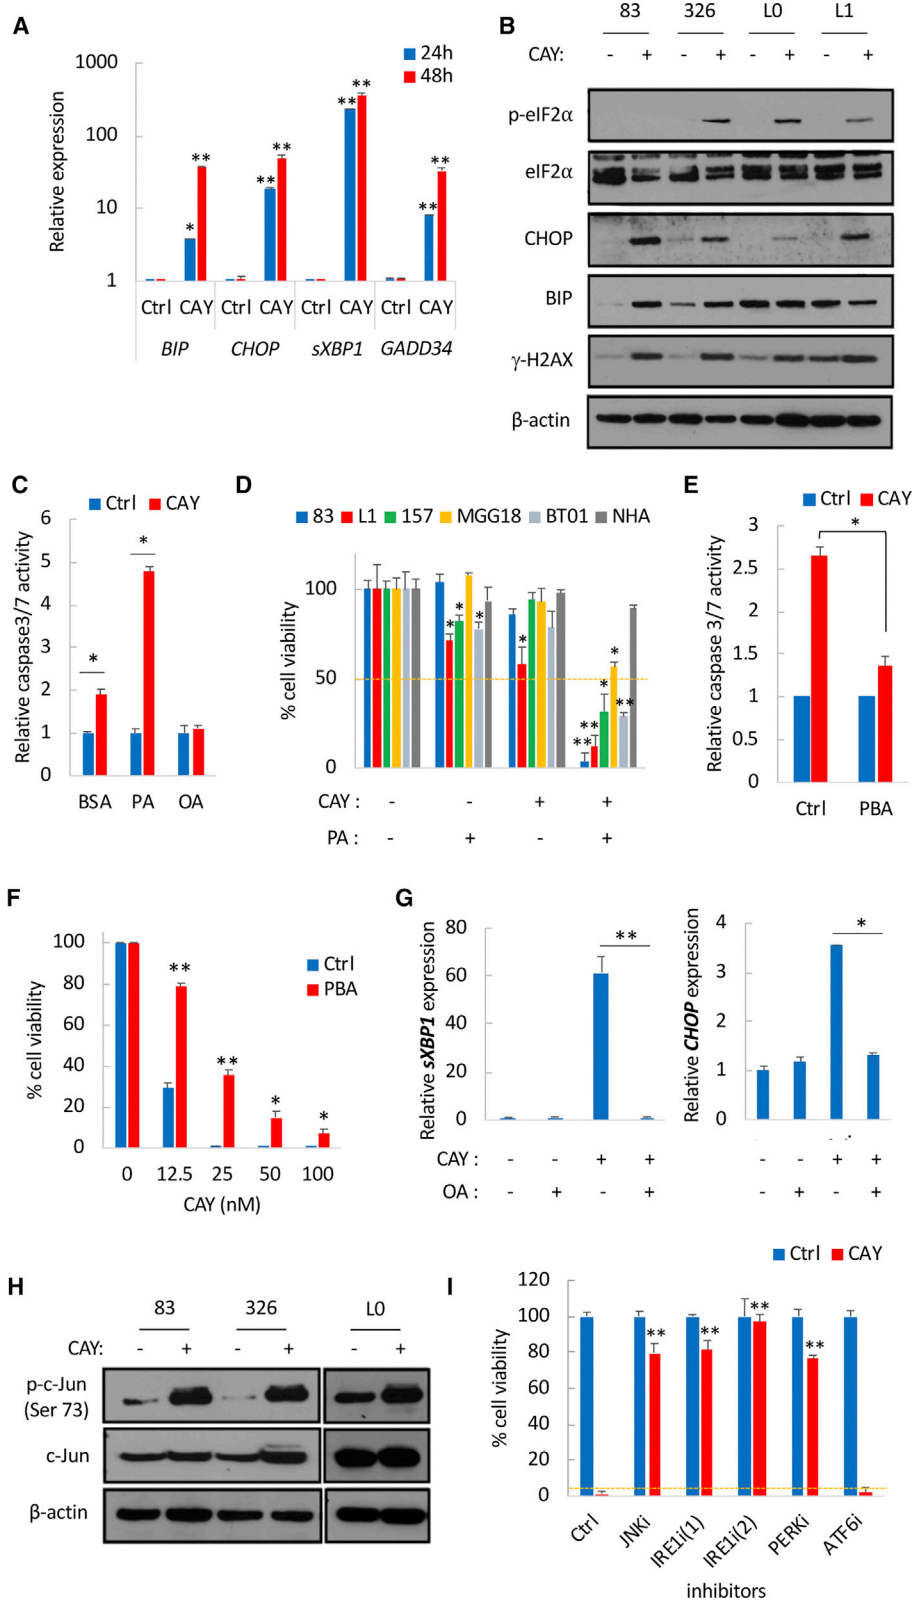 A
Relative expression
24h
48h
1000
100
10
1
** ** ** ** ** ** * **
Ctrl CAY Ctrl CAY Ctrl CAY Ctrl CAY
BIP CHOP sXBP1 GADD34
B
83 326 L0 L1
CAY: - + - + - + - +
p-eIF2α
eIF2α
CHOP
BIP
γ-H2AX
β-actin
C
Ctrl CAY
Relative caspase3/7 activity
6
5
4
3
2
1
0
* *
BSA PA OA
D
83 L1 157 MGG18 BT01 NHA
% cell viability
100
50
0
* * * * * * ** ** **
CAY : - - + +
PA : - + - +
E
Ctrl CAY
Relative caspase 3/7 activity
3
2.5
2
1.5
1
0.5
0
*
Ctrl PBA
F
% cell viability
Ctrl
PBA
100
80
60
40
20
0
** ** * *
0 12.5 25 50 100
CAY (nM)
G
Relative sXBP1 expression
80
60
40
20
0
**
Relative CHOP expression
4
3
2
1
0
*
CAY : - - + + - - + +
OA : - + - + - + - +
H
83 326 L0
CAY: - + - + - +
p-c-Jun
(Ser 73)
c-Jun
β-actin
I
Ctrl CAY
% cell viability
120
100
80
60
40
20
0
** ** ** **
Ctrl JNKi IRE1i(1) IRE1i(2) PERKi ATF6i
inhibitors